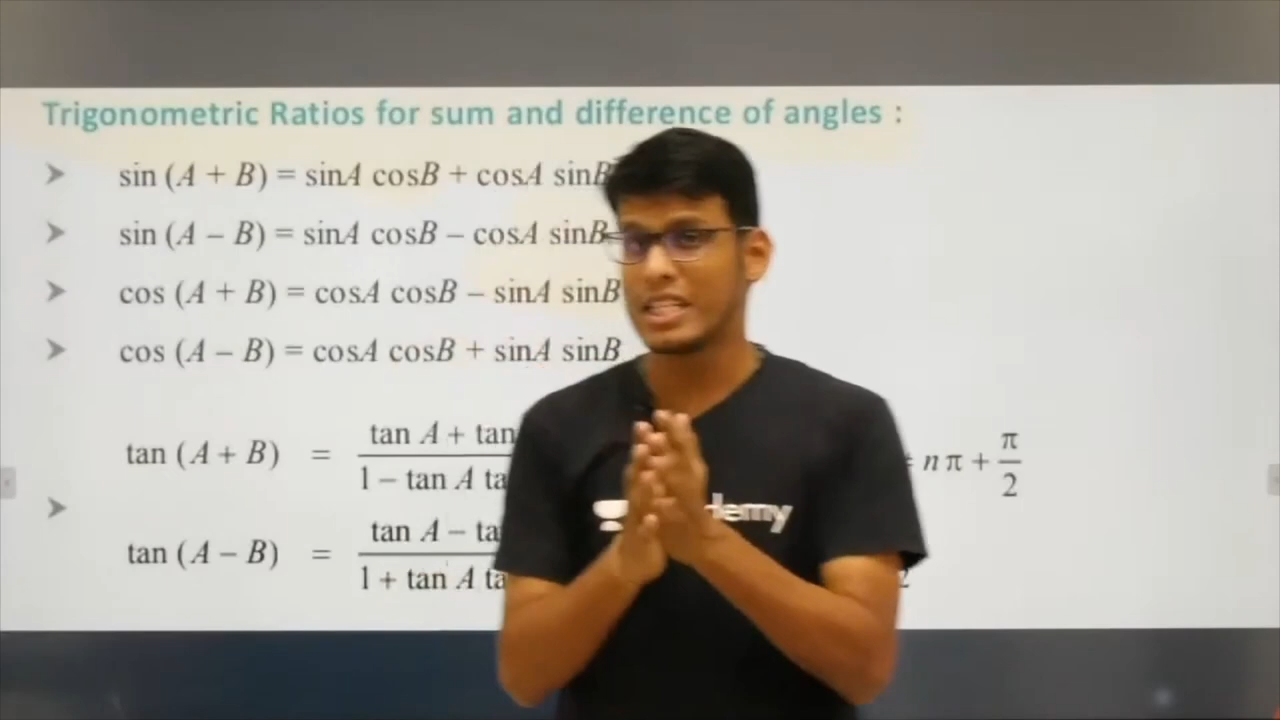 Trigonometric Ratios for sum and difference of angles :
➤ sin (A + B) = sinA cosB + cosA sinB
➤ sin (A − B) = sinA cosB − cosA sinB
➤ cos (A + B) = cosA cosB − sinA sinB
➤ cos (A − B) = cosA cosB + sinA sinB
tan A + tan
tan (A + B) =
1 − tan A ta
nπ + π/2
➤
tan A − ta
tan (A − B) =
1 + tan A ta
2
demy